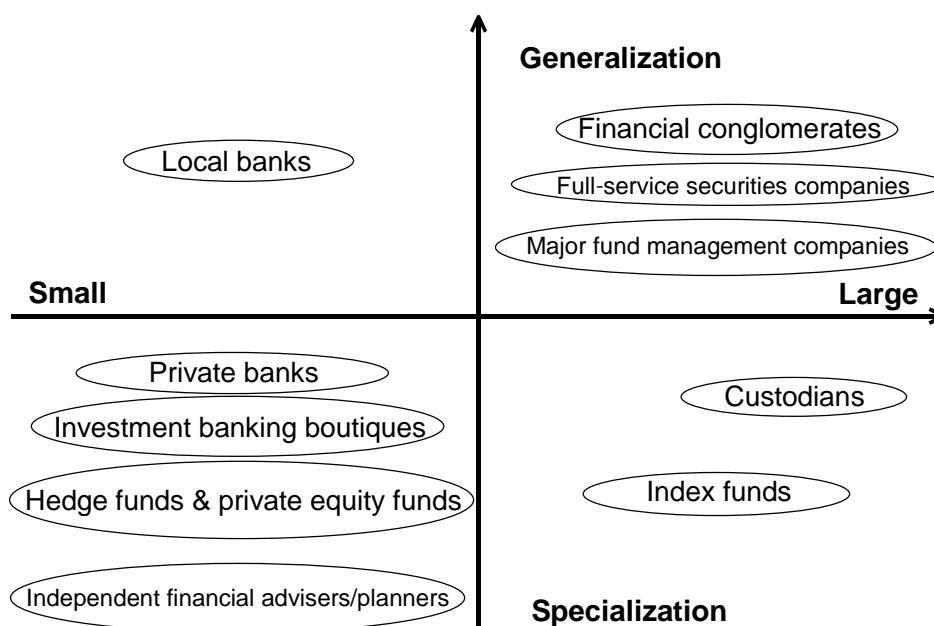 Generalization
Financial conglomerates
Local banks
Full-service securities companies
Major fund management companies
Small
Large
Private banks
Custodians
Investment banking boutiques
Hedge funds & private equity funds
Index funds
Independent financial advisers/planners
Specialization